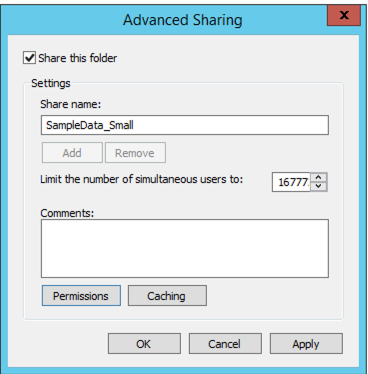 Advanced Sharing
x
Share this folder
Settings
Share name:
SampleData_Small
Add Remove
Limit the number of simultaneous users to: 16777
Comments:
Permissions Caching
OK Cancel Apply